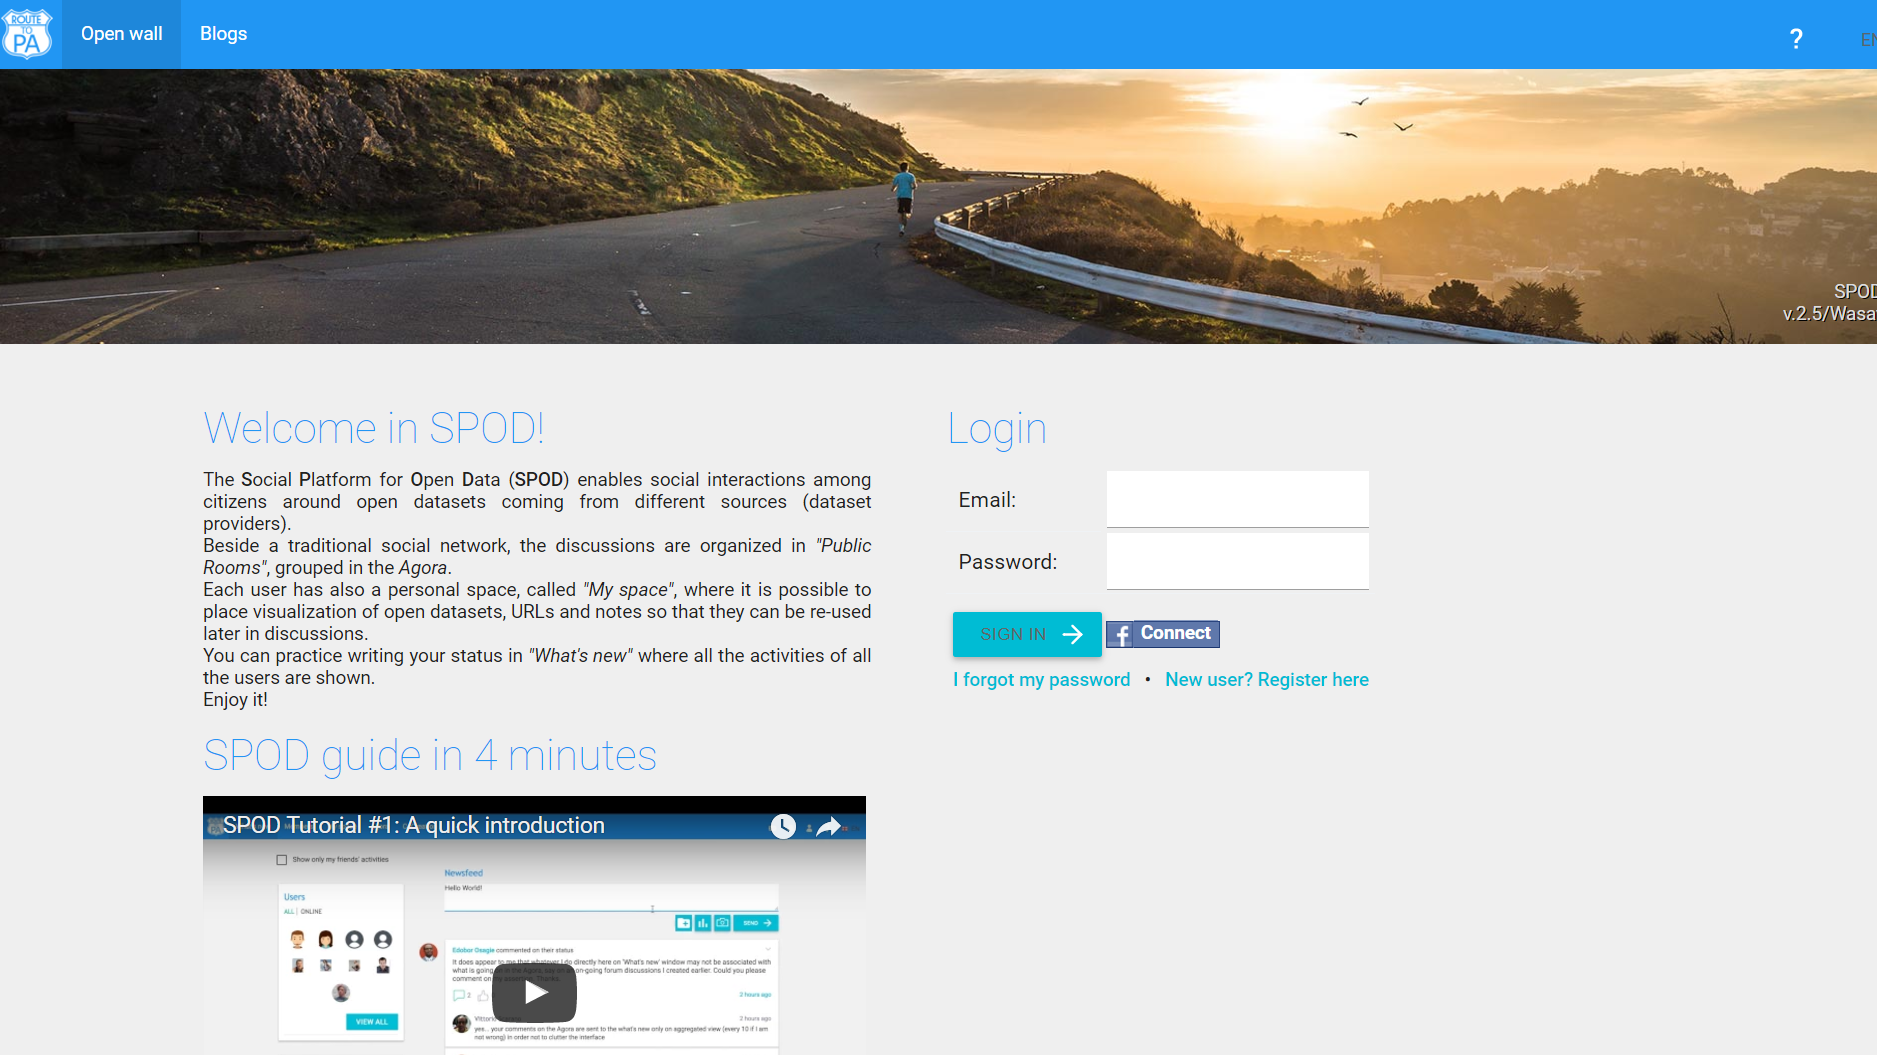 ROUTE
TO
PA
Open wall
Blogs
?
EN
SPOD
v.2.5/Wasa
Welcome in SPOD!
The Social Platform for Open Data (SPOD) enables social interactions among
citizens around open datasets coming from different sources (dataset
providers).
Beside a traditional social network, the discussions are organized in "Public
Rooms", grouped in the Agora.
Each user has also a personal space, called "My space", where it is possible to
place visualization of open datasets, URLs and notes so that they can be re-used
later in discussions.
You can practice writing your status in "What's new" where all the activities of all
the users are shown.
Enjoy it!
Login
Email:
Password:
SIGN IN
f Connect
I forgot my password • New user? Register here
SPOD guide in 4 minutes
SPOD Tutorial #1: A quick introduction
Show only my friends' activities
Users
ALL | ONLINE
VIEW ALL
Newsfeed
Hello World!
SEND
Edobor Osagie commented on their status
It does appear to me that whatever I do directly here on 'What's new' window may not be associated with
what is going on the Agora, say on-going forum discussions I created earlier. Could you please
comment on my
2
2 hours ago
2 hours ago
yes... your comments on the Agora are sent to the what's new only on aggregated view (every 10 if I am
not wrong) in order not to clutter the interface